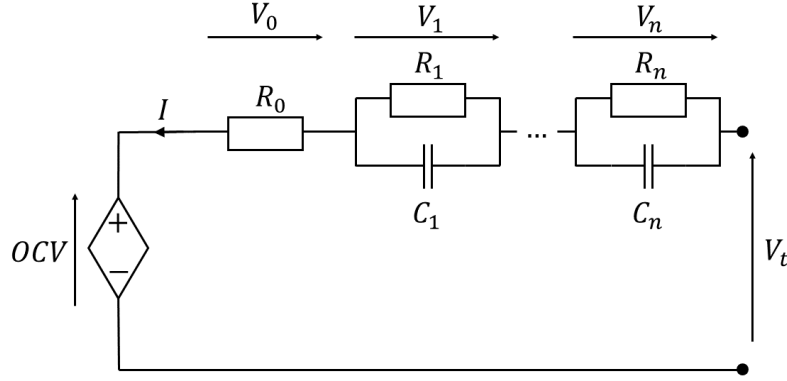 V₀ V₁ Vₙ
R₁ Rₙ
I R₀
...
C₁ Cₙ
+
OCV
−
Vₜ